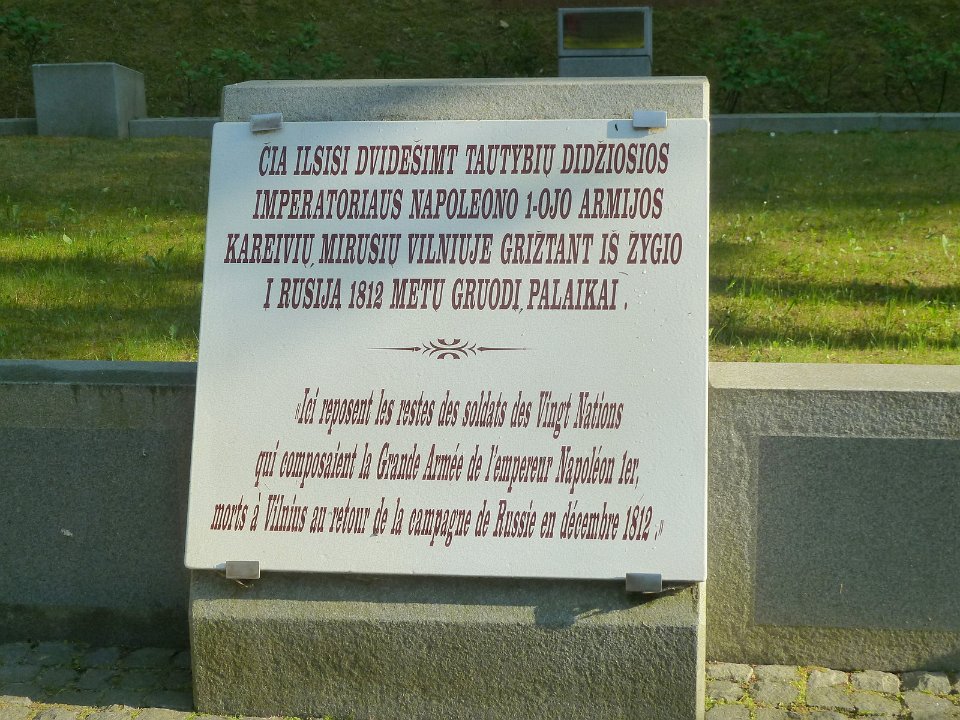 ČIA ILSISI DVIDEŠIMT TAUTYBIŲ DIDŽIOSIOS
IMPERATORIAUS NAPOLEONO 1-OJO ARMIJOS
KAREIVIŲ, MIRUSIŲ VILNIUJE GRIŽTANT IŠ ŽYGIO
Į RUSIJĄ 1812 METŲ GRUODĮ, PALAIKAI .
«Ici reposent les restes des soldats des Vingt Nations
qui composaient la Grande Armée de l'empereur Napoléon 1er,
morts à Vilnius au retour de la campagne de Russie en décembre 1812 .»